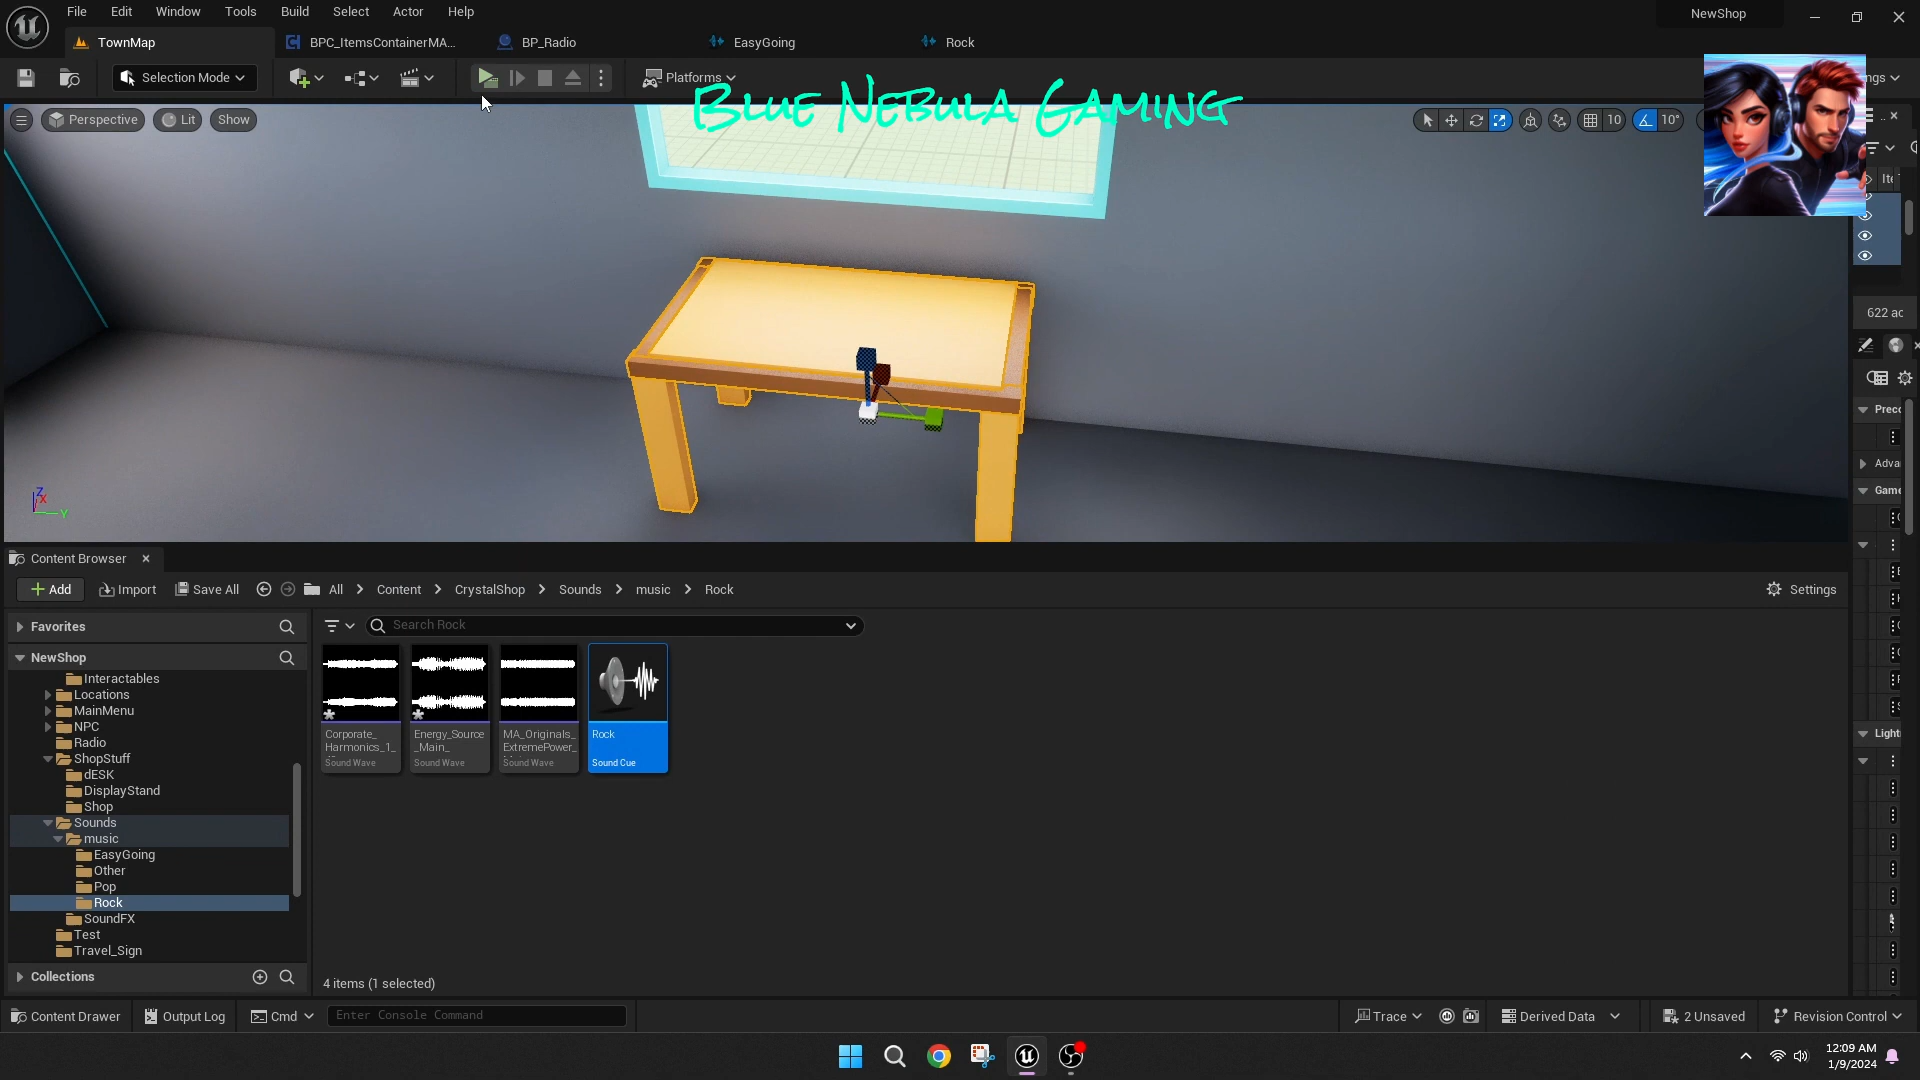 File Edit Window Tools Build Select Actor Help
NewShop
TownMap
BPC_ItemsContainerMA...
BP_Radio
EasyGoing
Rock
Selection Mode
Platforms
Blue Nebula Gaming
Perspective
Lit
Show
10
10°
622 ac
Content Browser
Add
Import
Save All
All
Content
CrystalShop
Sounds
music
Rock
Settings
Favorites
Search Rock
NewShop
Interactables
Locations
MainMenu
NPC
Radio
ShopStuff
dESK
DisplayStand
Shop
Sounds
music
EasyGoing
Other
Pop
Rock
SoundFX
Test
Travel_Sign
Collections
Corporate_
Harmonics_1_
Sound Wave
Energy_Source
_Main_
Sound Wave
MA_Originals_
ExtremePower_
Sound Wave
Rock
Sound Cue
4 items (1 selected)
Prec
Adva
Game
Light
Content Drawer
Output Log
Cmd
Enter Console Command
Trace
Derived Data
2 Unsaved
Revision Control
12:09 AM
1/9/2024